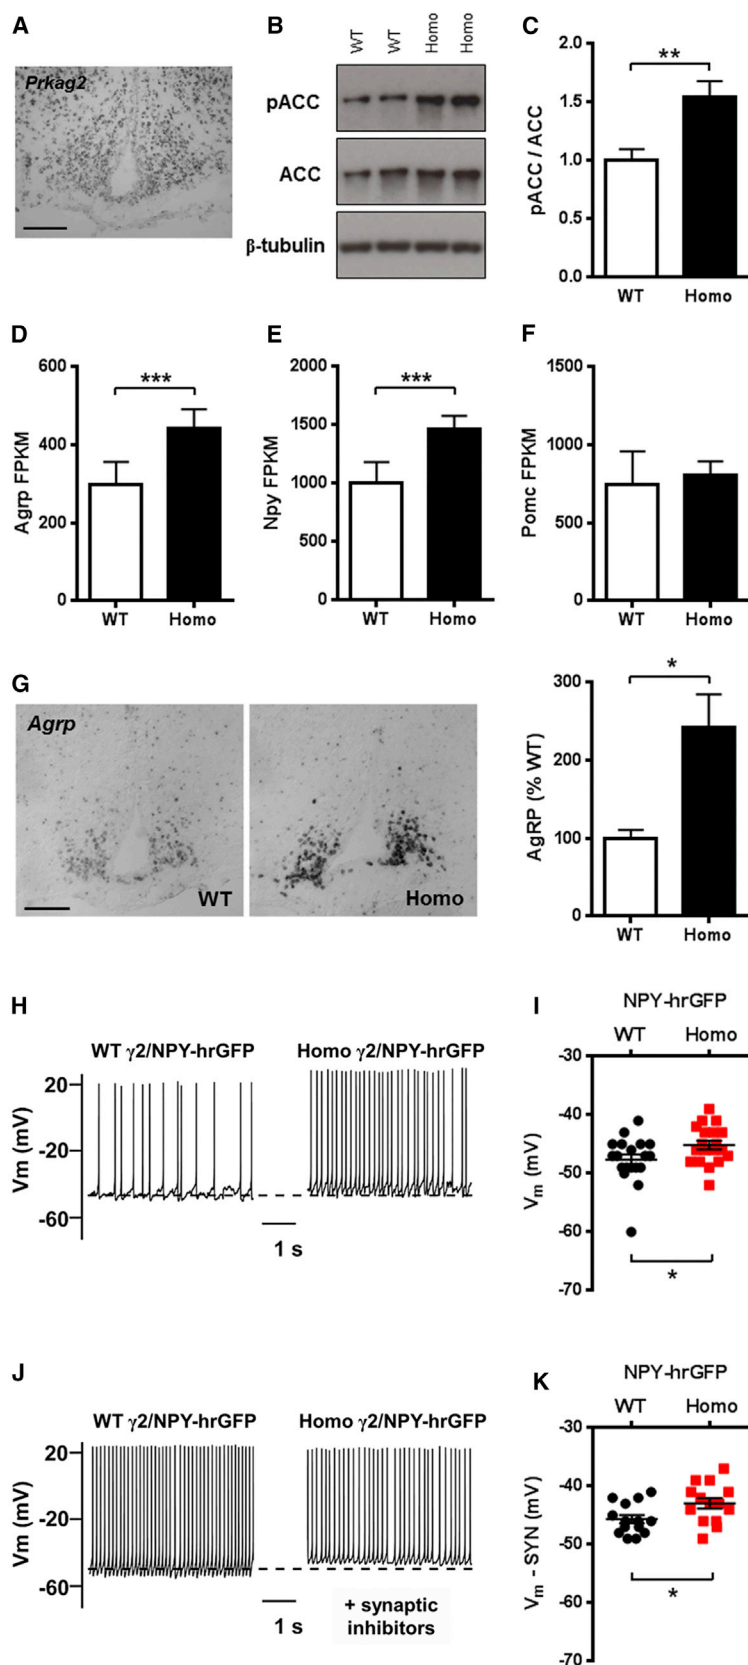 A
Prkag2
B
WT WT Homo Homo
pACC
ACC
β-tubulin
C
**
2.0
1.5
1.0
0.5
0.0
pACC / ACC
WT Homo
D
***
600
400
200
0
Agrp FPKM
WT Homo
E
***
2000
1500
1000
500
0
Npy FPKM
WT Homo
F
1500
1000
500
0
Pomc FPKM
WT Homo
G
Agrp
WT
Homo
*
300
200
100
0
AgRP (% WT)
WT Homo
H
WT γ2/NPY-hrGFP
Homo γ2/NPY-hrGFP
20
-20
-60
Vm (mV)
1 s
I
NPY-hrGFP
WT Homo
-30
-40
-50
-60
-70
Vm (mV)
*
J
WT γ2/NPY-hrGFP
Homo γ2/NPY-hrGFP
20
-20
-60
Vm (mV)
1 s
+ synaptic
inhibitors
K
NPY-hrGFP
WT Homo
-30
-40
-50
-60
-70
Vm - SYN (mV)
*